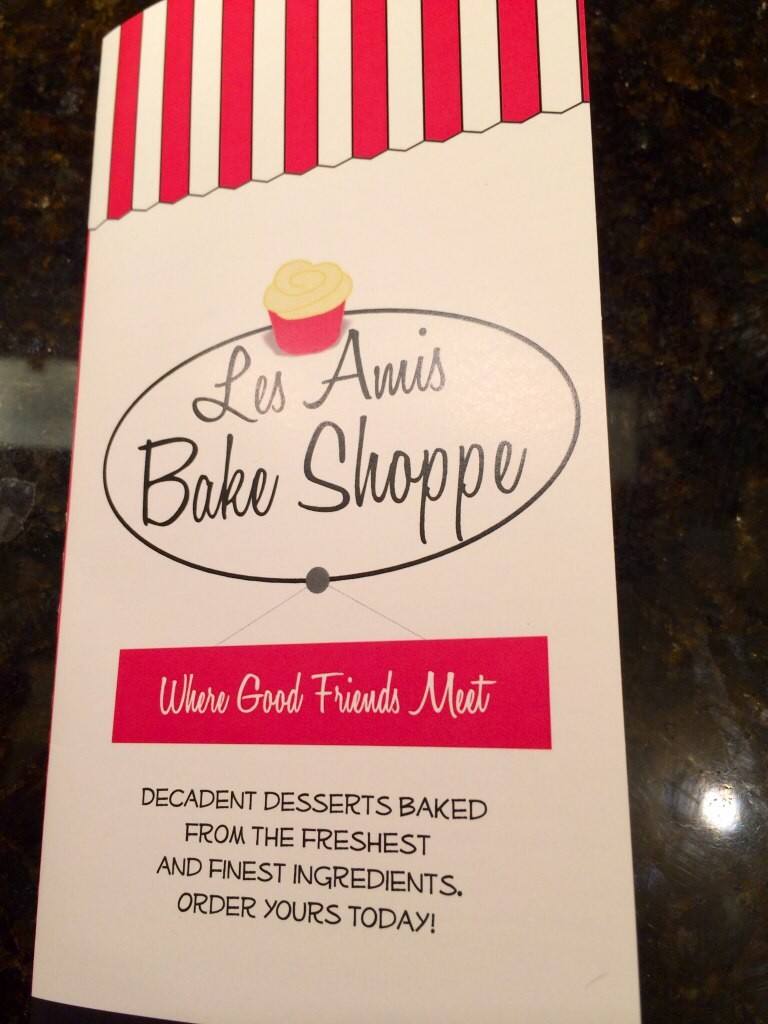 Les Amis
Bake Shoppe
Where Good Friends Meet
DECADENT DESSERTS BAKED
FROM THE FRESHEST
AND FINEST INGREDIENTS.
ORDER YOURS TODAY!